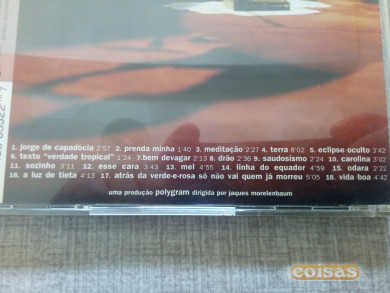 1. jorge de capadócia 2'57 2. prenda minha 1'40 3. meditação 2'27 4. terra 8'02 5. eclipse oculto 3'42
6. texto "verdade tropical" 1'24 7.bem devagar 2'13 8. drão 2'36 9. saudosismo 2'24 10. carolina 3'02
11. sozinho 3'11 12. esse cara 3'43 13. mel 4'55 14. linha do equador 4'59 15. odara 2'22
16. a luz de tieta 4'13 17. atrás da verde-e-rosa só não vai quem já morreu 5'05 18. vida boa 4'42
uma produção polygram dirigida por jaques morelenbaum
coisas